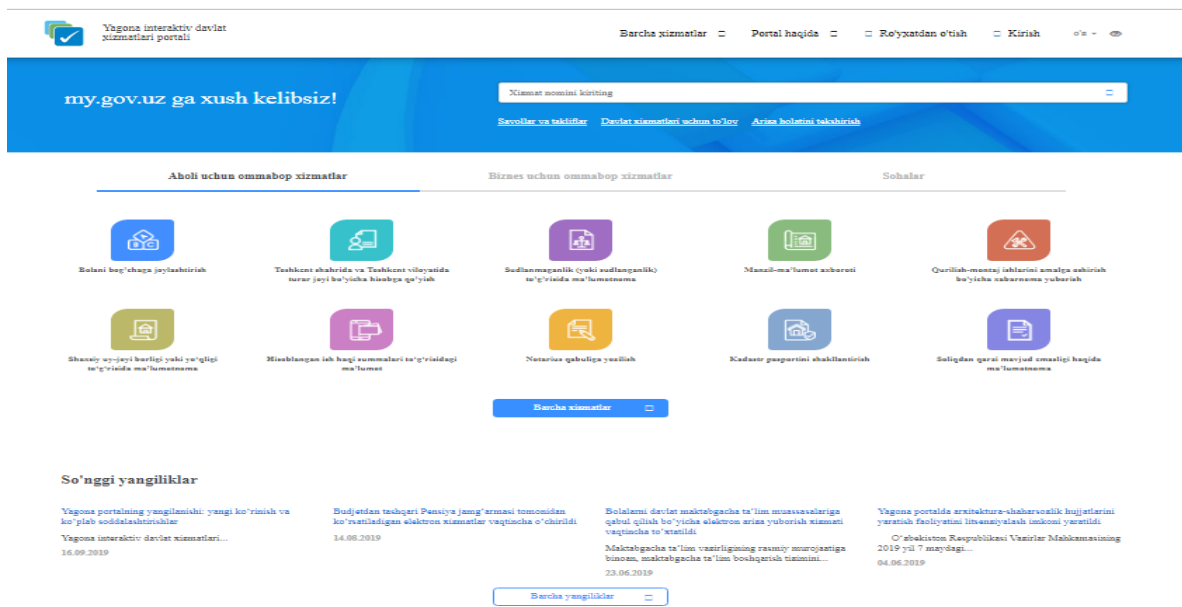 Yagona interaktiv davlat
xizmatlari portali
Barcha xizmatlar
Portal haqida
Ro'yxatdan o'tish
Kirish
o'z
my.gov.uz ga xush kelibsiz!
Xizmat nomini kiriting
Savollar va takliflar
Davlat xizmatlari uchun to'lov
Ariza holatini tekshirish
Aholi uchun ommabop xizmatlar
Biznes uchun ommabop xizmatlar
Sohalar
Bolani bog'chaga joylashtirish
Toshkent shahrida va Toshkent viloyatida
turar joyi bo'yicha hisobga qo'yish
Sudlanmaganlik (yoki sudlanganlik)
to'g'risida ma'lumotnoma
Manzil-ma'lumot axboroti
Qurilish-montaj ishlarini amalga oshirish
bo'yicha xabarnoma yuborish
Shaxsiy uy-joyi borligi yoki yo'qligi
to'g'risida ma'lumotnoma
Hisoblangan ish haqi summalari to'g'risidagi
ma'lumot
Notarius qabuliga yozilish
Kadastr pasportini shakllantirish
Soliqdan qarzi mavjud emasligi haqida
ma'lumotnoma
Barcha xizmatlar
So'nggi yangiliklar
Yagona portalning yangilanishi: yangi ko'rinish va
ko'plab soddalashtirishlar
Yagona interaktiv davlat xizmatlari...
16.09.2019
Budjetdan tashqari Pensiya jamg'armasi tomonidan
ko'rsatiladigan elektron xizmatlar vaqtincha o'chirildi
14.08.2019
Bolalarni davlat maktabgacha ta'lim muassasalariga
qabul qilish bo'yicha elektron ariza yuborish xizmati
vaqtincha to'xtatildi
Maktabgacha ta'lim vazirligining rasmiy murojaatiga
binoan, maktabgacha ta'lim boshqarish tizimini...
23.06.2019
Yagona portalda arxitektura-shaharsozlik hujjatlarini
yaratish faoliyatini litsenziyalash imkoni yaratildi
O'zbekiston Respublikasi Vazirlar Mahkamasining
2019 yil 7 maydagi...
04.06.2019
Barcha yangiliklar